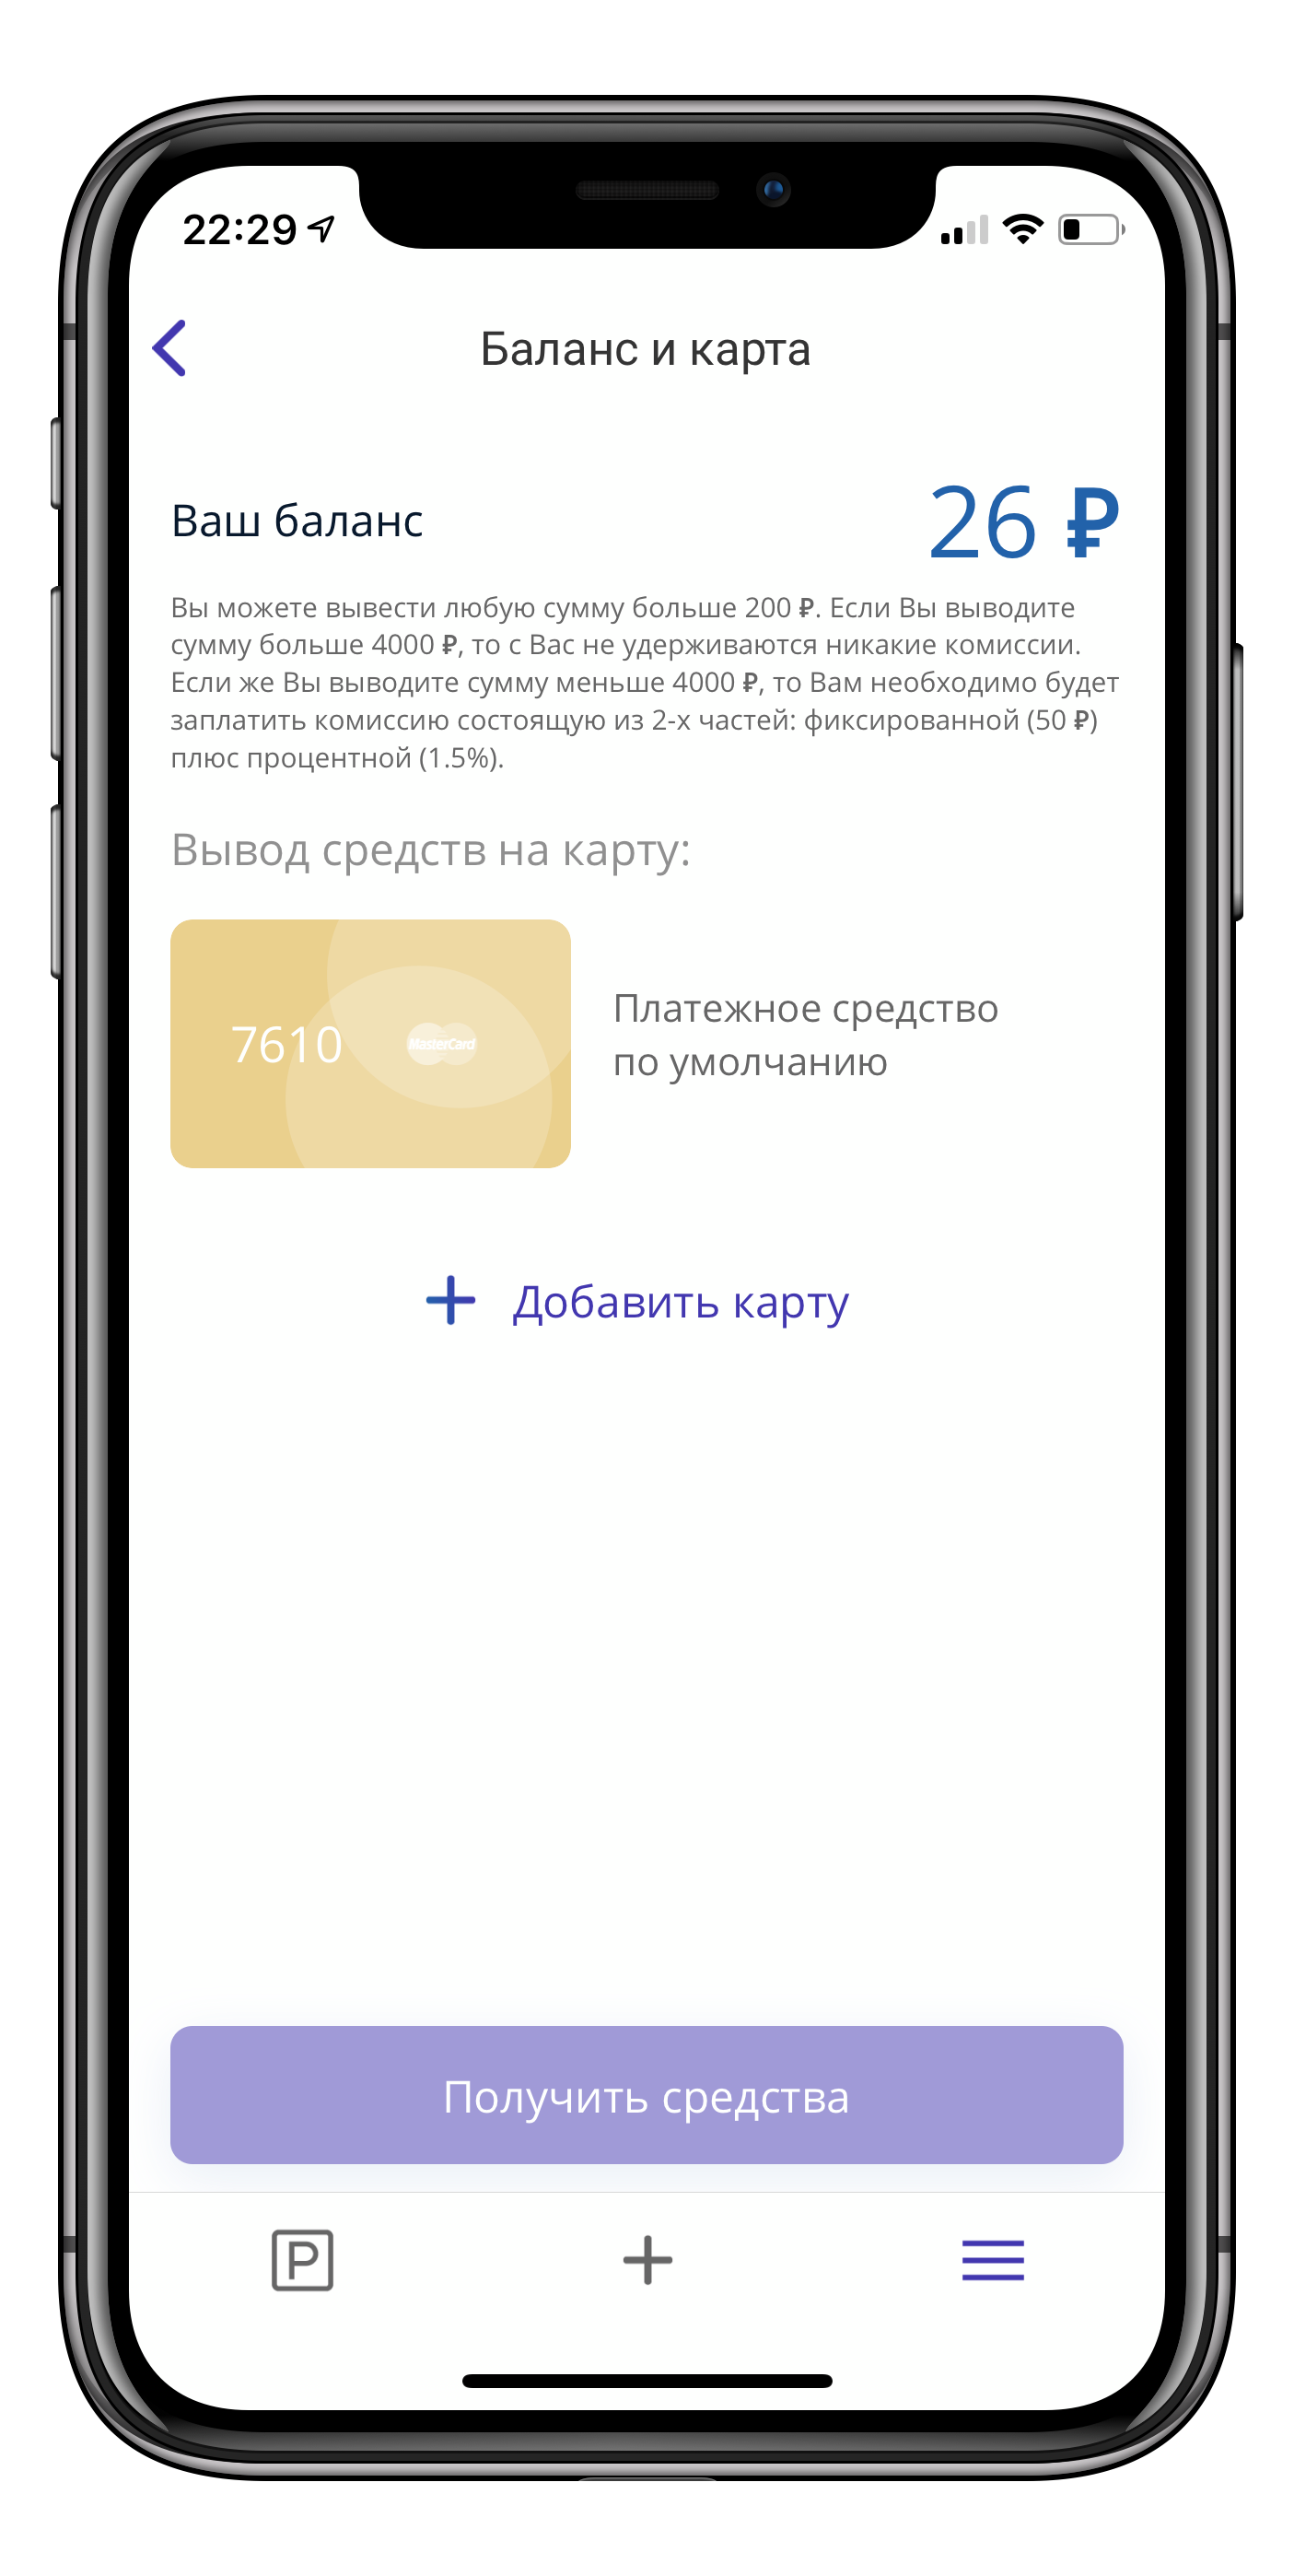 22:29
Баланс и карта
Ваш баланс
26 ₽
Вы можете вывести любую сумму больше 200 ₽. Если Вы выводите
сумму больше 4000 ₽, то с Вас не удерживаются никакие комиссии.
Если же Вы выводите сумму меньше 4000 ₽, то Вам необходимо будет
заплатить комиссию состоящую из 2-х частей: фиксированной (50 ₽)
плюс процентной (1.5%).
Вывод средств на карту:
7610
MasterCard
Платежное средство
по умолчанию
+ Добавить карту
Получить средства
P